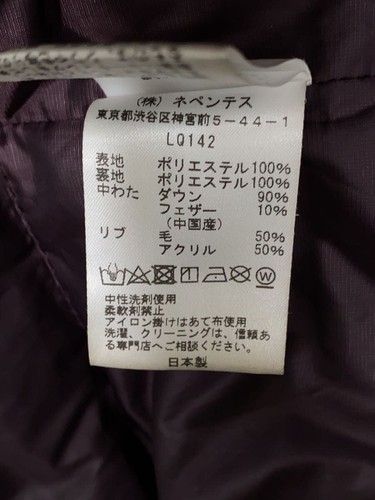 (株) ネペンテス
東京都渋谷区神宮前5-44-1
LQ142
表地 ポリエステル100%
裏地 ポリエステル100%
中わた ダウン 90%
フェザー 10%
(中国産)
リブ 毛 50%
アクリル 50%
W
中性洗剤使用
柔軟剤禁止
アイロン掛けはあて布使用
洗濯、クリーニングは、信頼あ
る専門店へご相談ください。
日本製